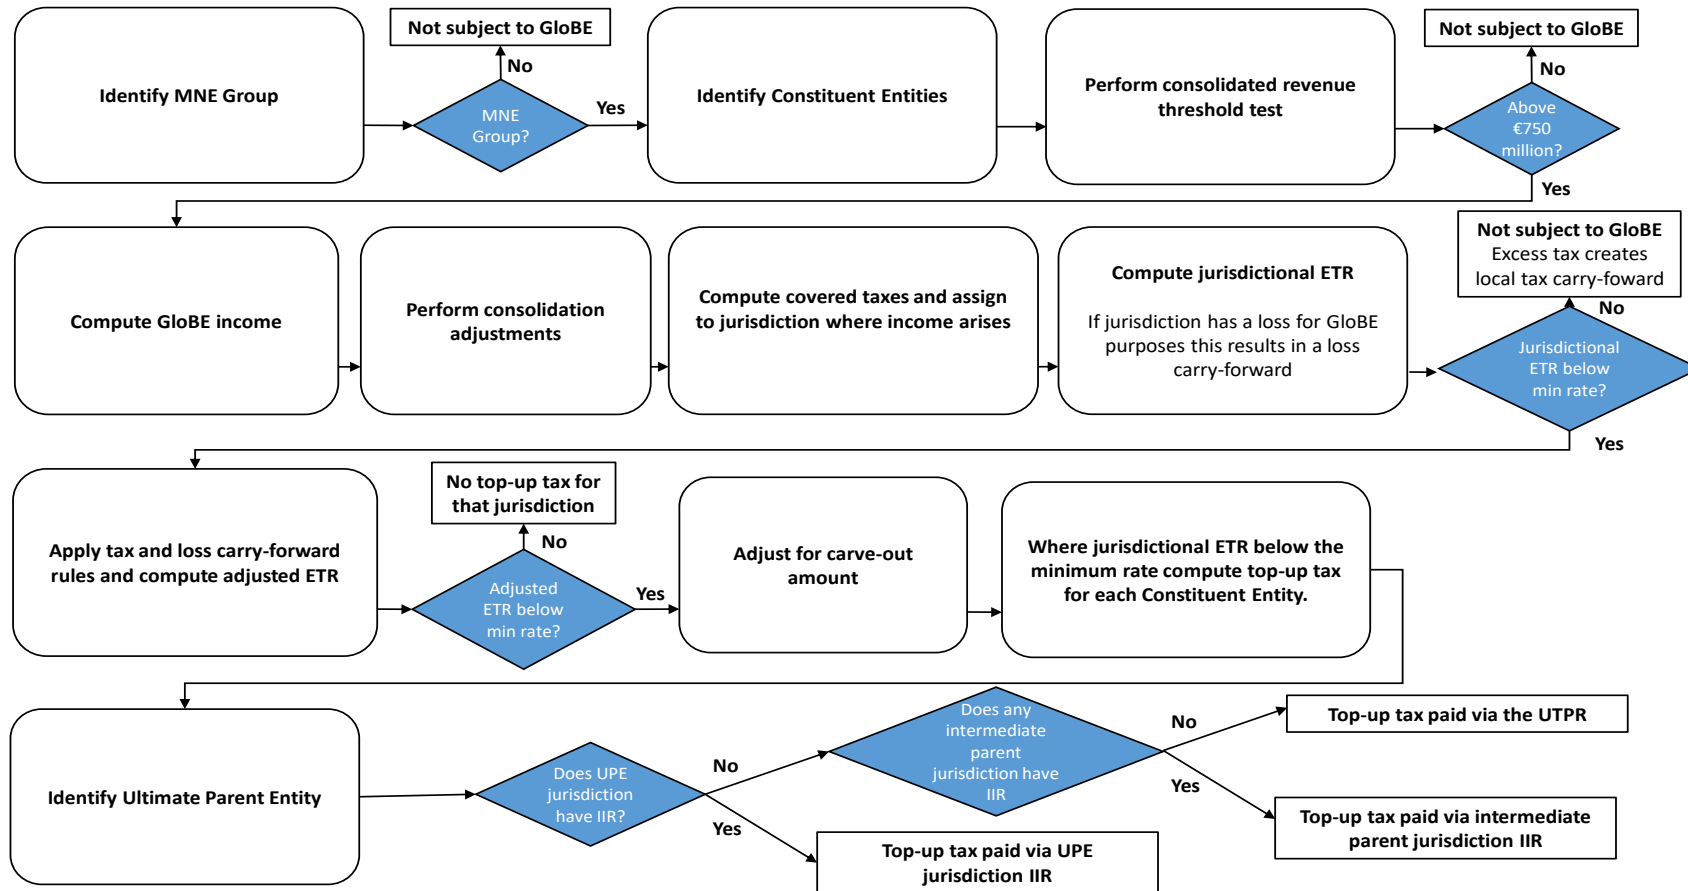 Not subject to GloBE
Not subject to GloBE
No
No
Identify MNE Group
MNE
Group?
Yes
Identify Constituent Entities
Perform consolidated revenue
threshold test
Above
€750
million?
Yes
Not subject to GloBE
Excess tax creates
local tax carry-foward
No
Compute GloBE income
Perform consolidation
adjustments
Compute covered taxes and assign
to jurisdiction where income arises
Compute jurisdictional ETR
If jurisdiction has a loss for GloBE
purposes this results in a loss
carry-forward
Jurisdictional
ETR below
min rate?
Yes
No top-up tax for
that jurisdiction
No
Apply tax and loss carry-forward
rules and compute adjusted ETR
Adjusted
ETR below
min rate?
Yes
Adjust for carve-out
amount
Where jurisdictional ETR below the
minimum rate compute top-up tax
for each Constituent Entity.
Identify Ultimate Parent Entity
Does UPE
jurisdiction
have IIR?
No
Yes
Does any
intermediate
parent
jurisdiction have
IIR
No
Yes
Top-up tax paid via the UTPR
Top-up tax paid via intermediate
parent jurisdiction IIR
Top-up tax paid via UPE
jurisdiction IIR